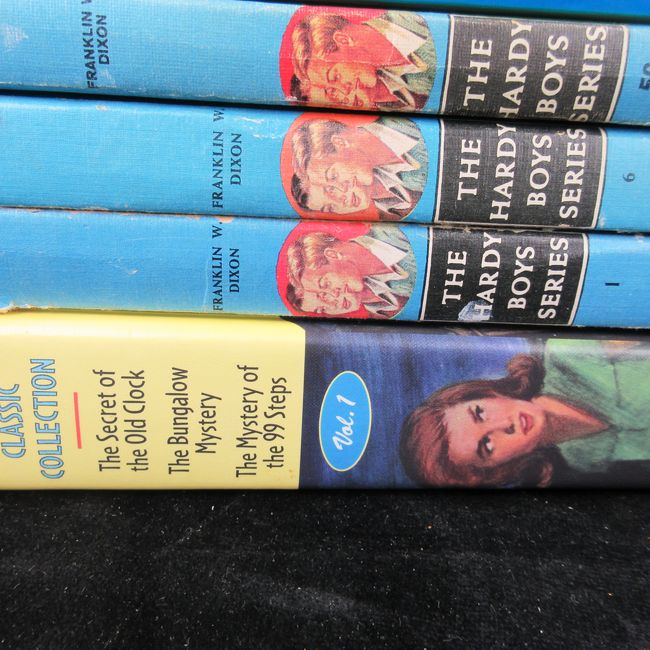 FRANKLIN W.
DIXON
THE
HARDY
BOYS
SERIES
FRANKLIN W.
DIXON
THE
HARDY
BOYS
SERIES
6
FRANKLIN W.
DIXON
THE
HARDY
BOYS
SERIES
1
CLASSIC
COLLECTION
The Secret of
the Old Clock
The Bungalow
Mystery
The Mystery of
the 99 Steps
Vol. 1